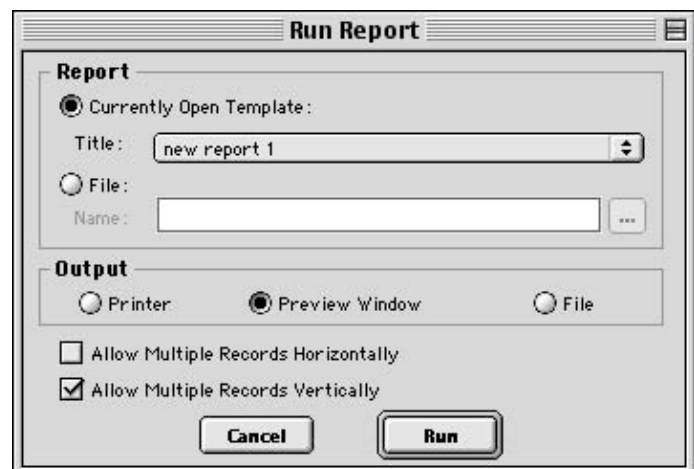 Run Report
Report
Currently Open Template:
Title: new report 1
File:
Name: ...
Output
Printer Preview Window File
Allow Multiple Records Horizontally
Allow Multiple Records Vertically
Cancel Run